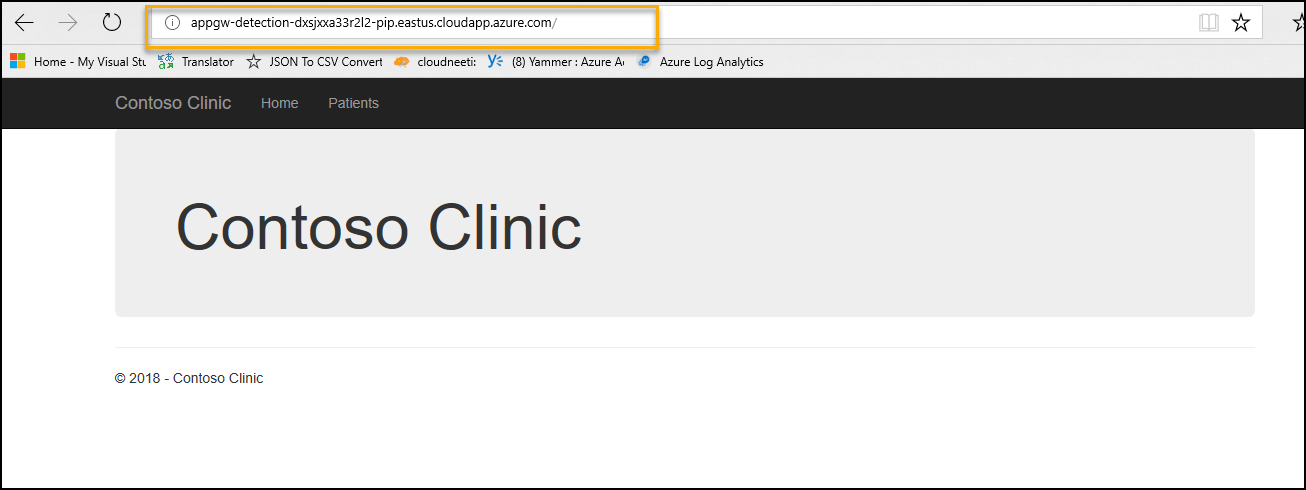 appgw-detection-dxsjxxa33r2l2-pip.eastus.cloudapp.azure.com/
Home - My Visual Stu Translator JSON To CSV Convert cloudneeti: (8) Yammer : Azure Ac Azure Log Analytics
Contoso Clinic Home Patients
Contoso Clinic
© 2018 - Contoso Clinic